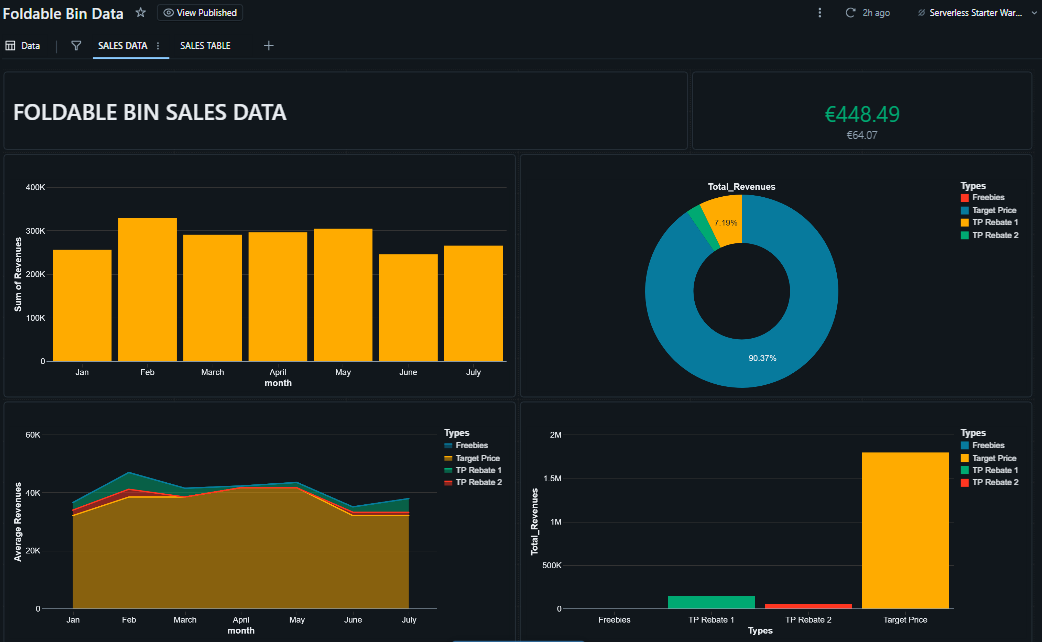 Foldable Bin Data
View Published
2h ago
Serverless Starter War...
Data
SALES DATA
SALES TABLE
FOLDABLE BIN SALES DATA
€448.49
€64.07
400K
300K
200K
100K
0
Sum of Revenues
Jan Feb March April May June July
month
Total_Revenues
7.19%
90.37%
Types
Freebies
Target Price
TP Rebate 1
TP Rebate 2
60K
40K
20K
0
Average Revenues
Jan Feb March April May June July
month
Types
Freebies
Target Price
TP Rebate 1
TP Rebate 2
2M
1.5M
1M
500K
0
Total_Revenues
Freebies TP Rebate 1 TP Rebate 2 Target Price
Types
Types
Freebies
Target Price
TP Rebate 1
TP Rebate 2